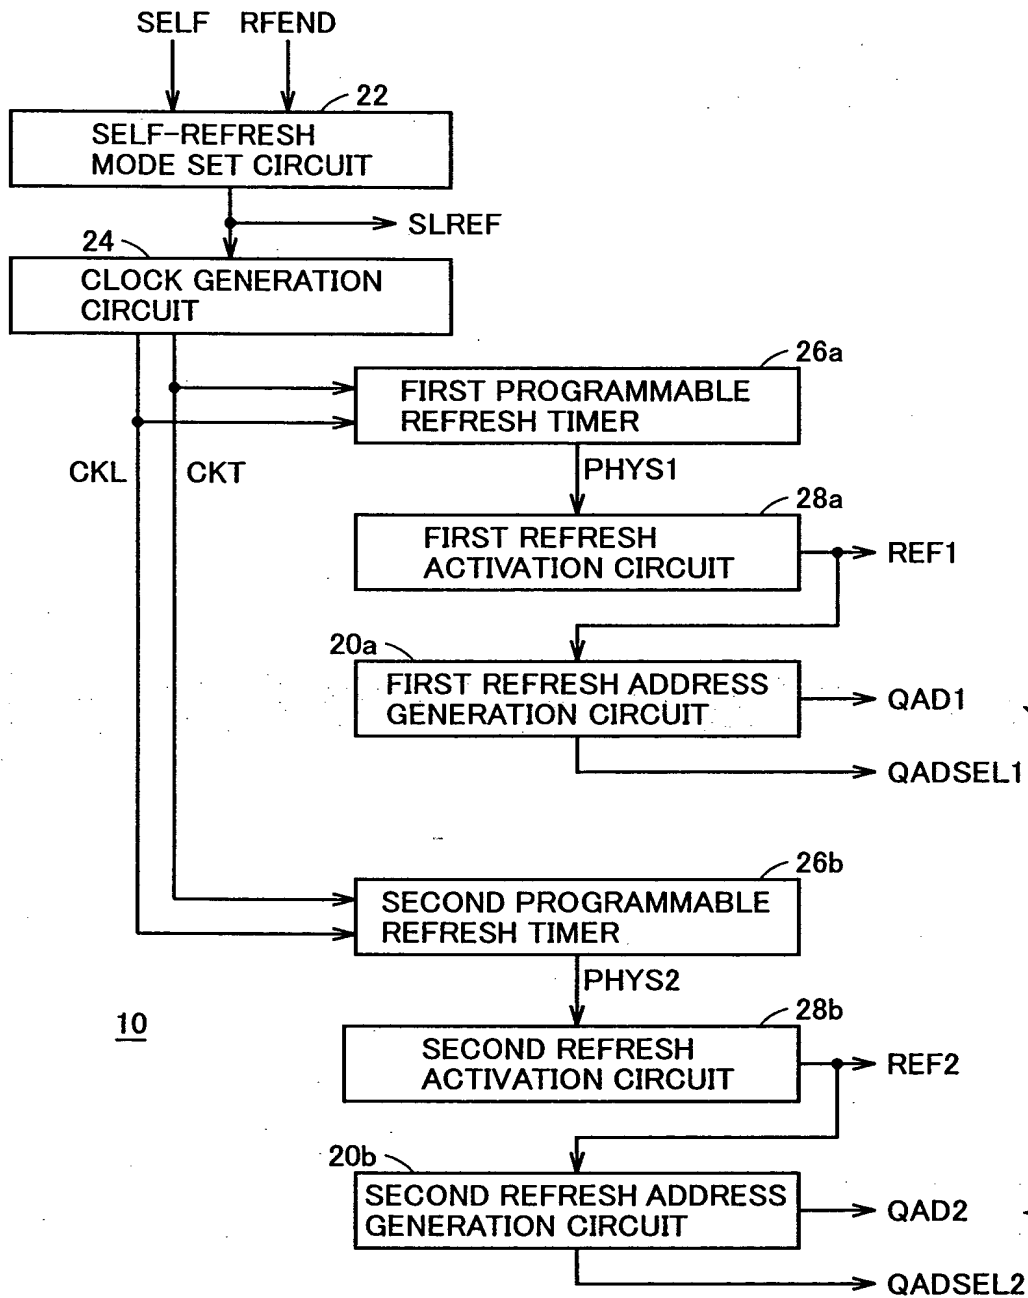 SELF RFEND
22
SELF-REFRESH
MODE SET CIRCUIT
SLREF
24
CLOCK GENERATION
CIRCUIT
26a
FIRST PROGRAMMABLE
REFRESH TIMER
CKL CKT
PHYS1
28a
FIRST REFRESH
ACTIVATION CIRCUIT
REF1
20a
FIRST REFRESH ADDRESS
GENERATION CIRCUIT
QAD1
QADSEL1
26b
SECOND PROGRAMMABLE
REFRESH TIMER
PHYS2
10
28b
SECOND REFRESH
ACTIVATION CIRCUIT
REF2
20b
SECOND REFRESH ADDRESS
GENERATION CIRCUIT
QAD2
QADSEL2